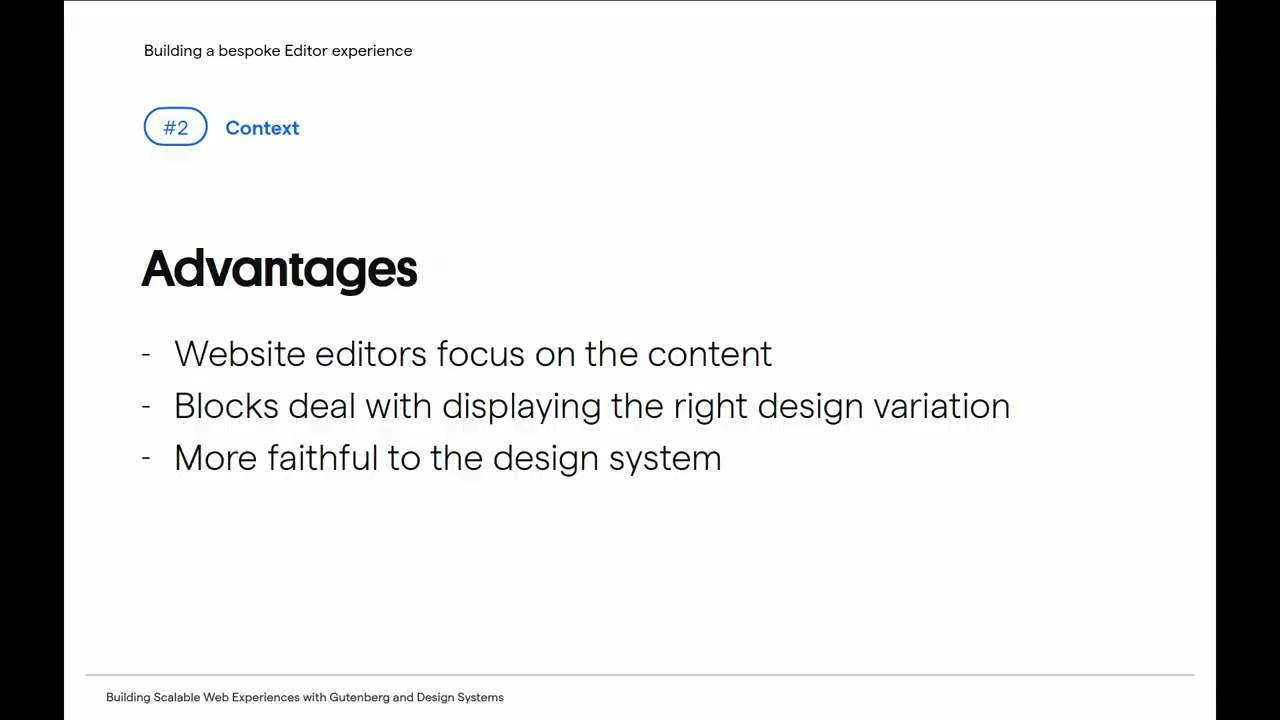 Building a bespoke Editor experience
#2 Context
Advantages
- Website editors focus on the content
- Blocks deal with displaying the right design variation
- More faithful to the design system
Building Scalable Web Experiences with Gutenberg and Design Systems